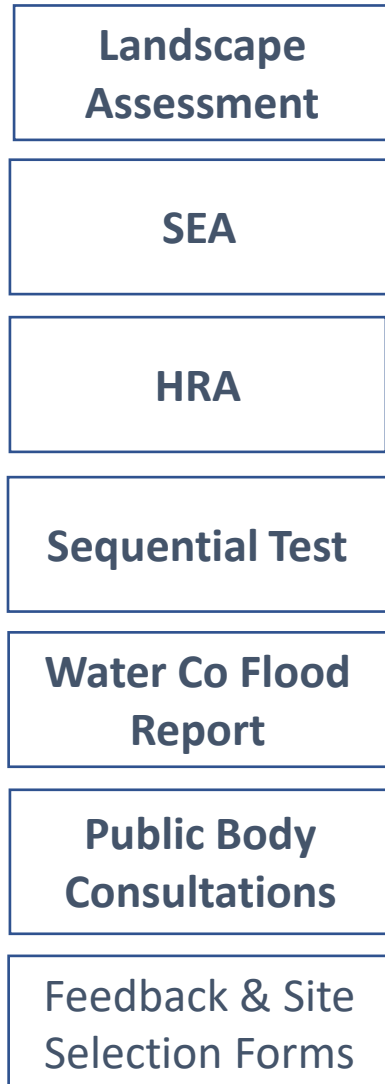 Landscape
Assessment
SEA
HRA
Sequential Test
Water Co Flood
Report
Public Body
Consultations
Feedback & Site
Selection Forms